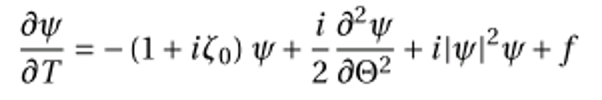 ∂ψ/∂T = −(1 + iζ₀) ψ + i/2 ∂²ψ/∂Θ² + i|ψ|²ψ + f